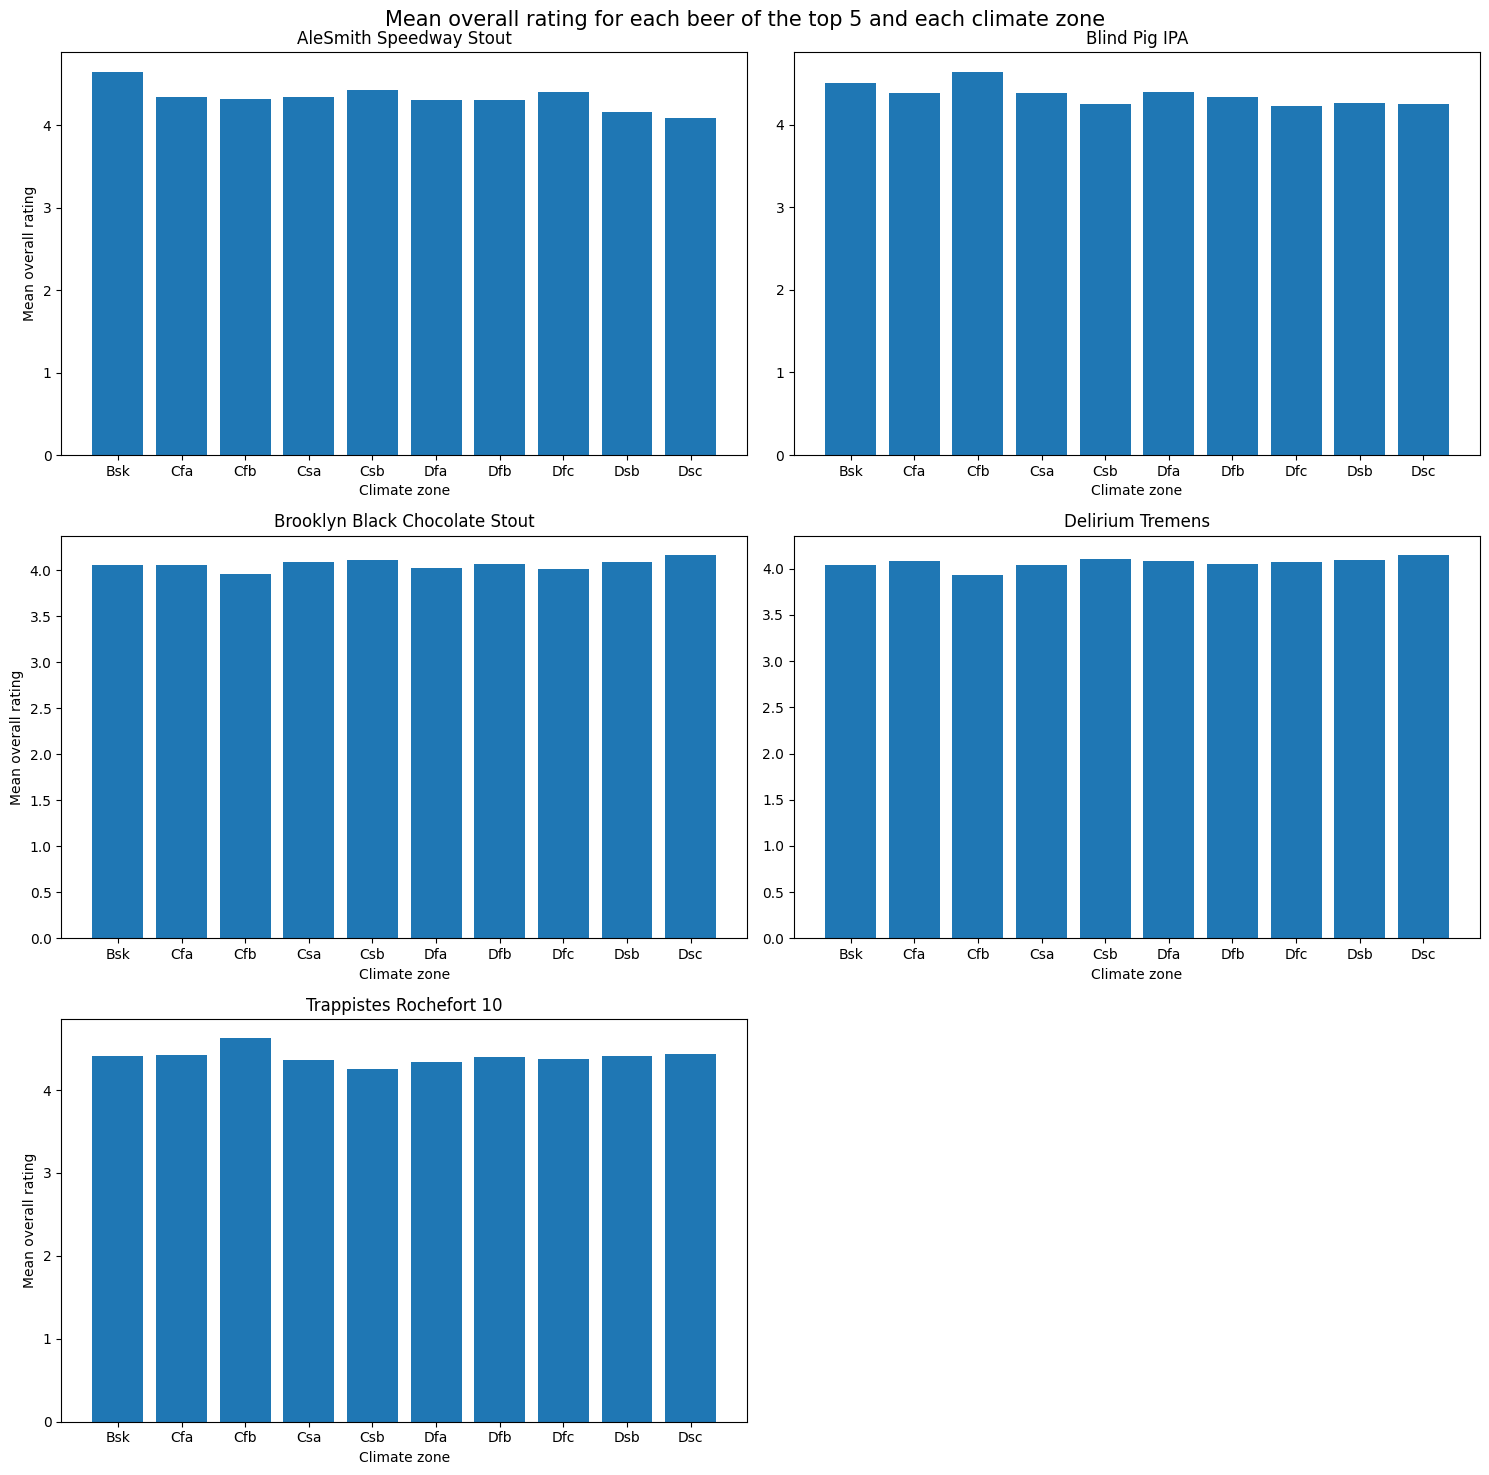 Mean overall rating for each beer of the top 5 and each climate zone
AleSmith Speedway Stout
Mean overall rating
4
3
2
1
0
Bsk Cfa Cfb Csa Csb Dfa Dfb Dfc Dsb Dsc
Climate zone
Blind Pig IPA
4
3
2
1
0
Bsk Cfa Cfb Csa Csb Dfa Dfb Dfc Dsb Dsc
Climate zone
Brooklyn Black Chocolate Stout
Mean overall rating
4.0
3.5
3.0
2.5
2.0
1.5
1.0
0.5
0.0
Bsk Cfa Cfb Csa Csb Dfa Dfb Dfc Dsb Dsc
Climate zone
Delirium Tremens
4.0
3.5
3.0
2.5
2.0
1.5
1.0
0.5
0.0
Bsk Cfa Cfb Csa Csb Dfa Dfb Dfc Dsb Dsc
Climate zone
Trappistes Rochefort 10
Mean overall rating
4
3
2
1
0
Bsk Cfa Cfb Csa Csb Dfa Dfb Dfc Dsb Dsc
Climate zone